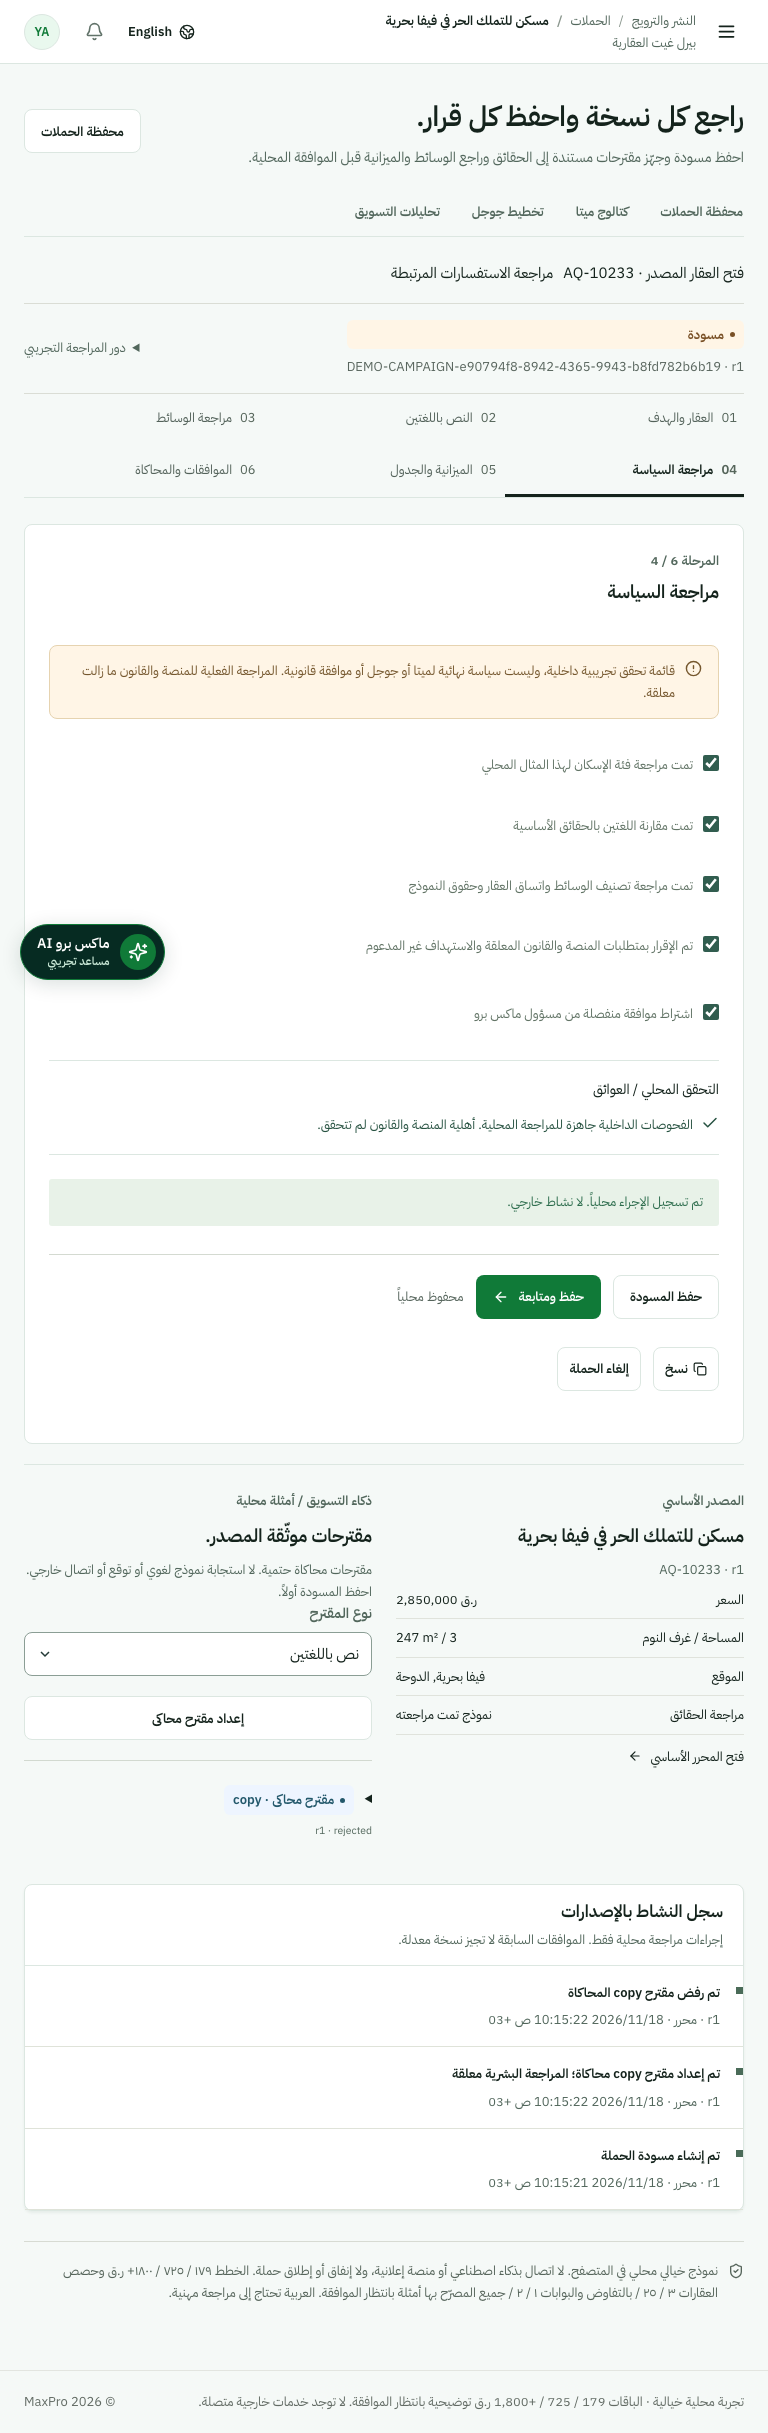 النشر والترويج / الحملات / مسكن للتملك الحر في فيفا بحرية
بيرل غيت العقارية
English
YA
راجع كل نسخة واحفظ كل قرار.
احفظ مسودة وجهّز مقترحات مستندة إلى الحقائق وراجع الوسائط والميزانية قبل الموافقة المحلية.
محفظة الحملات
محفظة الحملات
كتالوج ميتا
تخطيط جوجل
تحليلات التسويق
فتح العقار المصدر · AQ-10233 مراجعة الاستفسارات المرتبطة
مسودة
DEMO-CAMPAIGN-e90794f8-8942-4365-9943-b8fd782b6b19 · r1
دور المراجعة التجريبي
01 العقار والهدف
02 النص باللغتين
03 مراجعة الوسائط
04 مراجعة السياسة
05 الميزانية والجدول
06 الموافقات والمحاكاة
المرحلة 6 / 4
مراجعة السياسة
قائمة تحقق تجريبية داخلية، وليست سياسة نهائية لميتا أو جوجل أو موافقة قانونية. المراجعة الفعلية للمنصة والقانون ما زالت
معلقة.
تمت مراجعة فئة الإسكان لهذا المثال المحلي
تمت مقارنة اللغتين بالحقائق الأساسية
تمت مراجعة تصنيف الوسائط واتساق العقار وحقوق النموذج
تم الإقرار بمتطلبات المنصة والقانون المعلقة والاستهداف غير المدعوم
اشتراط موافقة منفصلة من مسؤول ماكس برو
ماكس برو AI
مساعد تجريبي
التحقق المحلي / العوائق
الفحوصات الداخلية جاهزة للمراجعة المحلية. أهلية المنصة والقانون لم تتحقق.
تم تسجيل الإجراء محلياً. لا نشاط خارجي.
حفظ المسودة
حفظ ومتابعة
محفوظ محلياً
نسخ
إلغاء الحملة
المصدر الأساسي
مسكن للتملك الحر في فيفا بحرية
AQ-10233 · r1
السعر
ر.ق 2,850,000
المساحة / غرف النوم
247 m² / 3
الموقع
فيفا بحرية, الدوحة
مراجعة الحقائق
نموذج تمت مراجعته
فتح المحرر الأساسي
ذكاء التسويق / أمثلة محلية
مقترحات موثّقة المصدر.
مقترحات محاكاة حتمية. لا استجابة نموذج لغوي أو توقع أو اتصال خارجي.
احفظ المسودة أولاً.
نوع المقترح
نص باللغتين
إعداد مقترح محاكى
مقترح محاكى · copy
r1 · rejected
سجل النشاط بالإصدارات
إجراءات مراجعة محلية فقط. الموافقات السابقة لا تجيز نسخة معدلة.
تم رفض مقترح copy المحاكاة
r1 · محرر · 2026/11/18 10:15:22 ص +03
تم إعداد مقترح copy محاكاة؛ المراجعة البشرية معلقة
r1 · محرر · 2026/11/18 10:15:22 ص +03
تم إنشاء مسودة الحملة
r1 · محرر · 2026/11/18 10:15:21 ص +03
نموذج خيالي محلي في المتصفح. لا اتصال بذكاء اصطناعي أو منصة إعلانية، ولا إنفاق أو إطلاق حملة. الخطط ١٧٩ / ٧٢٥ / ١٨٠٠+ ر.ق وحصص
العقارات ٣ / ٢٥ / بالتفاوض والبوابات ١ / ٢ / جميع المصرّح بها أمثلة بانتظار الموافقة. العربية تحتاج إلى مراجعة مهنية.
تجربة محلية خيالية · الباقات 179 / 725 / +1,800 ر.ق توضيحية بانتظار الموافقة. لا توجد خدمات خارجية متصلة.
© 2026 MaxPro